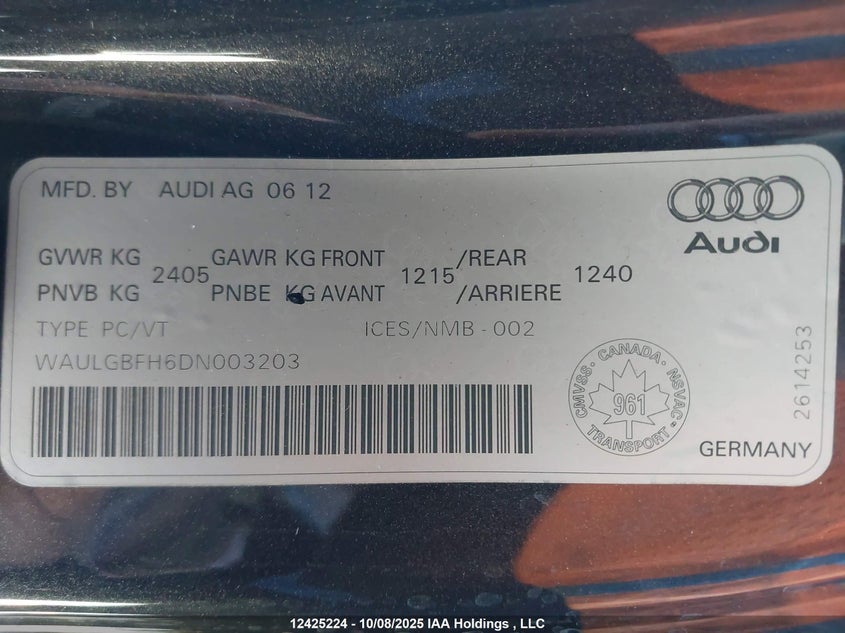 MFD. BY AUDI AG 06 12
Audi
GVWR KG 2405 GAWR KG FRONT 1215 /REAR 1240
PNVB KG PNBE KG AVANT /ARRIERE
TYPE PC/VT ICES/NMB - 002
WAULGBFH6DN003203
CMVSS · CANADA · NSVAC
961
TRANSPORT
2614253
GERMANY
12425224 - 10/08/2025 IAA Holdings , LLC